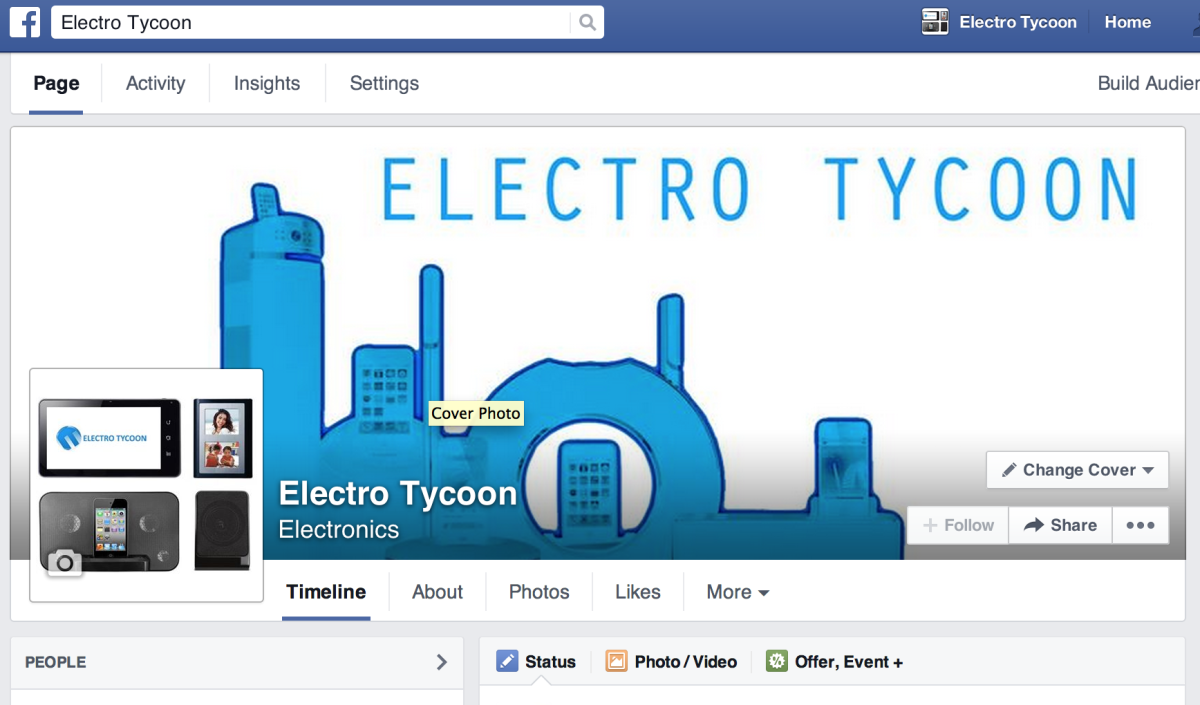 Electro Tycoon
Electro Tycoon
Home
Page
Activity
Insights
Settings
Build Audien
ELECTRO TYCOON
Cover Photo
ELECTRO TYCOON
Change Cover
Electro Tycoon
Electronics
+ Follow
Share
Timeline
About
Photos
Likes
More
PEOPLE
Status
Photo / Video
Offer, Event +